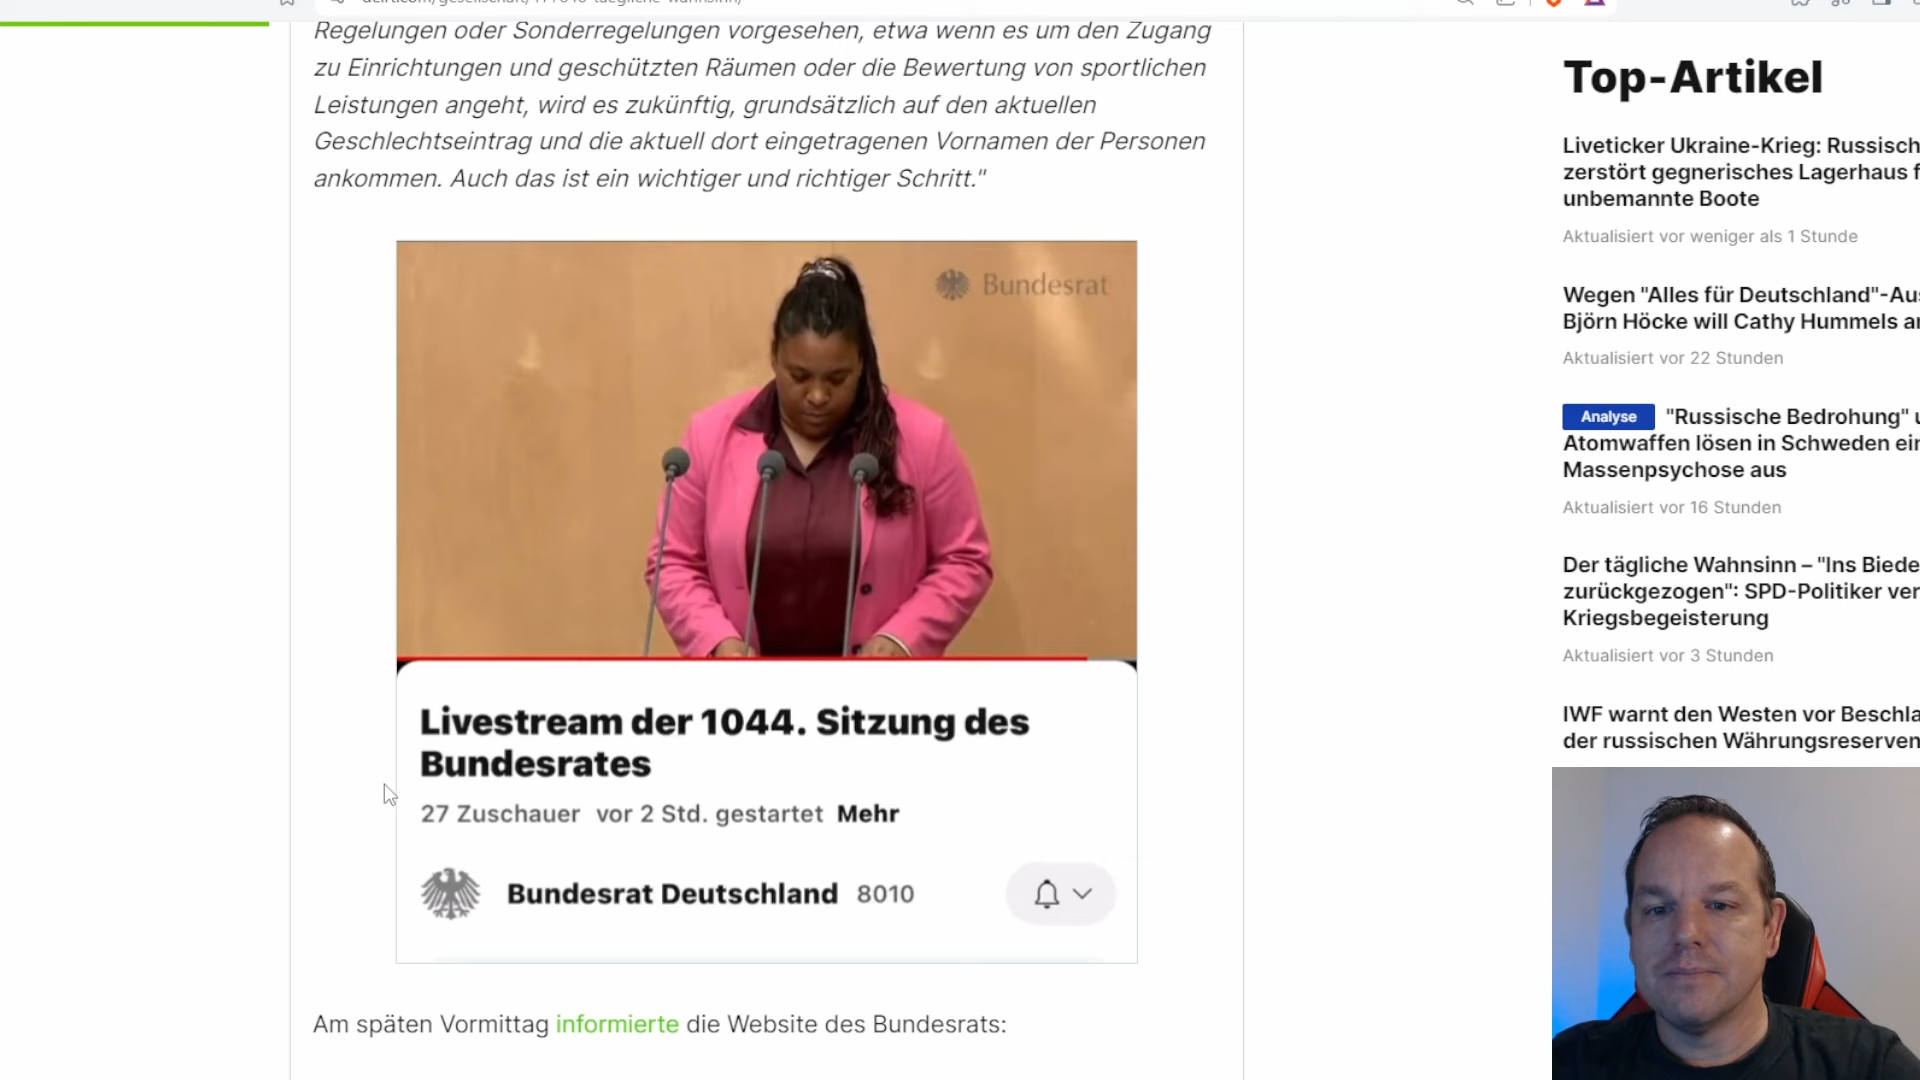 Regelungen oder Sonderregelungen vorgesehen, etwa wenn es um den Zugang
zu Einrichtungen und geschützten Räumen oder die Bewertung von sportlichen
Leistungen angeht, wird es zukünftig, grundsätzlich auf den aktuellen
Geschlechtseintrag und die aktuell dort eingetragenen Vornamen der Personen
ankommen. Auch das ist ein wichtiger und richtiger Schritt."
Bundesrat
Livestream der 1044. Sitzung des
Bundesrates
27 Zuschauer vor 2 Std. gestartet Mehr
Bundesrat Deutschland 8010
Am späten Vormittag informierte die Website des Bundesrats:
Top-Artikel
Liveticker Ukraine-Krieg: Russisch
zerstört gegnerisches Lagerhaus f
unbemannte Boote
Aktualisiert vor weniger als 1 Stunde
Wegen "Alles für Deutschland"-Au
Björn Höcke will Cathy Hummels a
Aktualisiert vor 22 Stunden
Analyse "Russische Bedrohung" u
Atomwaffen lösen in Schweden ein
Massenpsychose aus
Aktualisiert vor 16 Stunden
Der tägliche Wahnsinn – "Ins Biede
zurückgezogen": SPD-Politiker ver
Kriegsbegeisterung
Aktualisiert vor 3 Stunden
IWF warnt den Westen vor Beschla
der russischen Währungsreserven